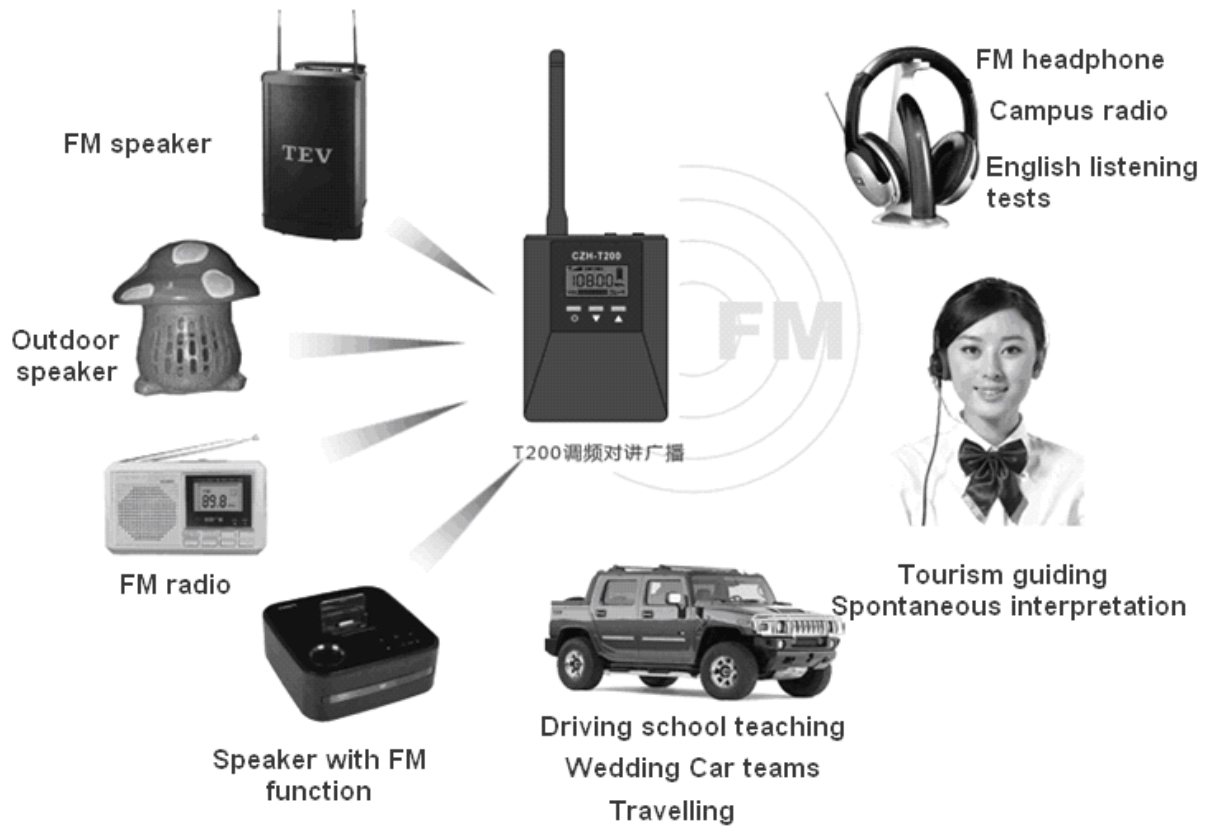 FM speaker
TEV
FM headphone
Campus radio
English listening
tests
CZH-T200
108.00
FM
Outdoor
speaker
T200调频对讲广播
89.8
FM radio
Tourism guiding
Spontaneous interpretation
Speaker with FM
function
Driving school teaching
Wedding Car teams
Travelling